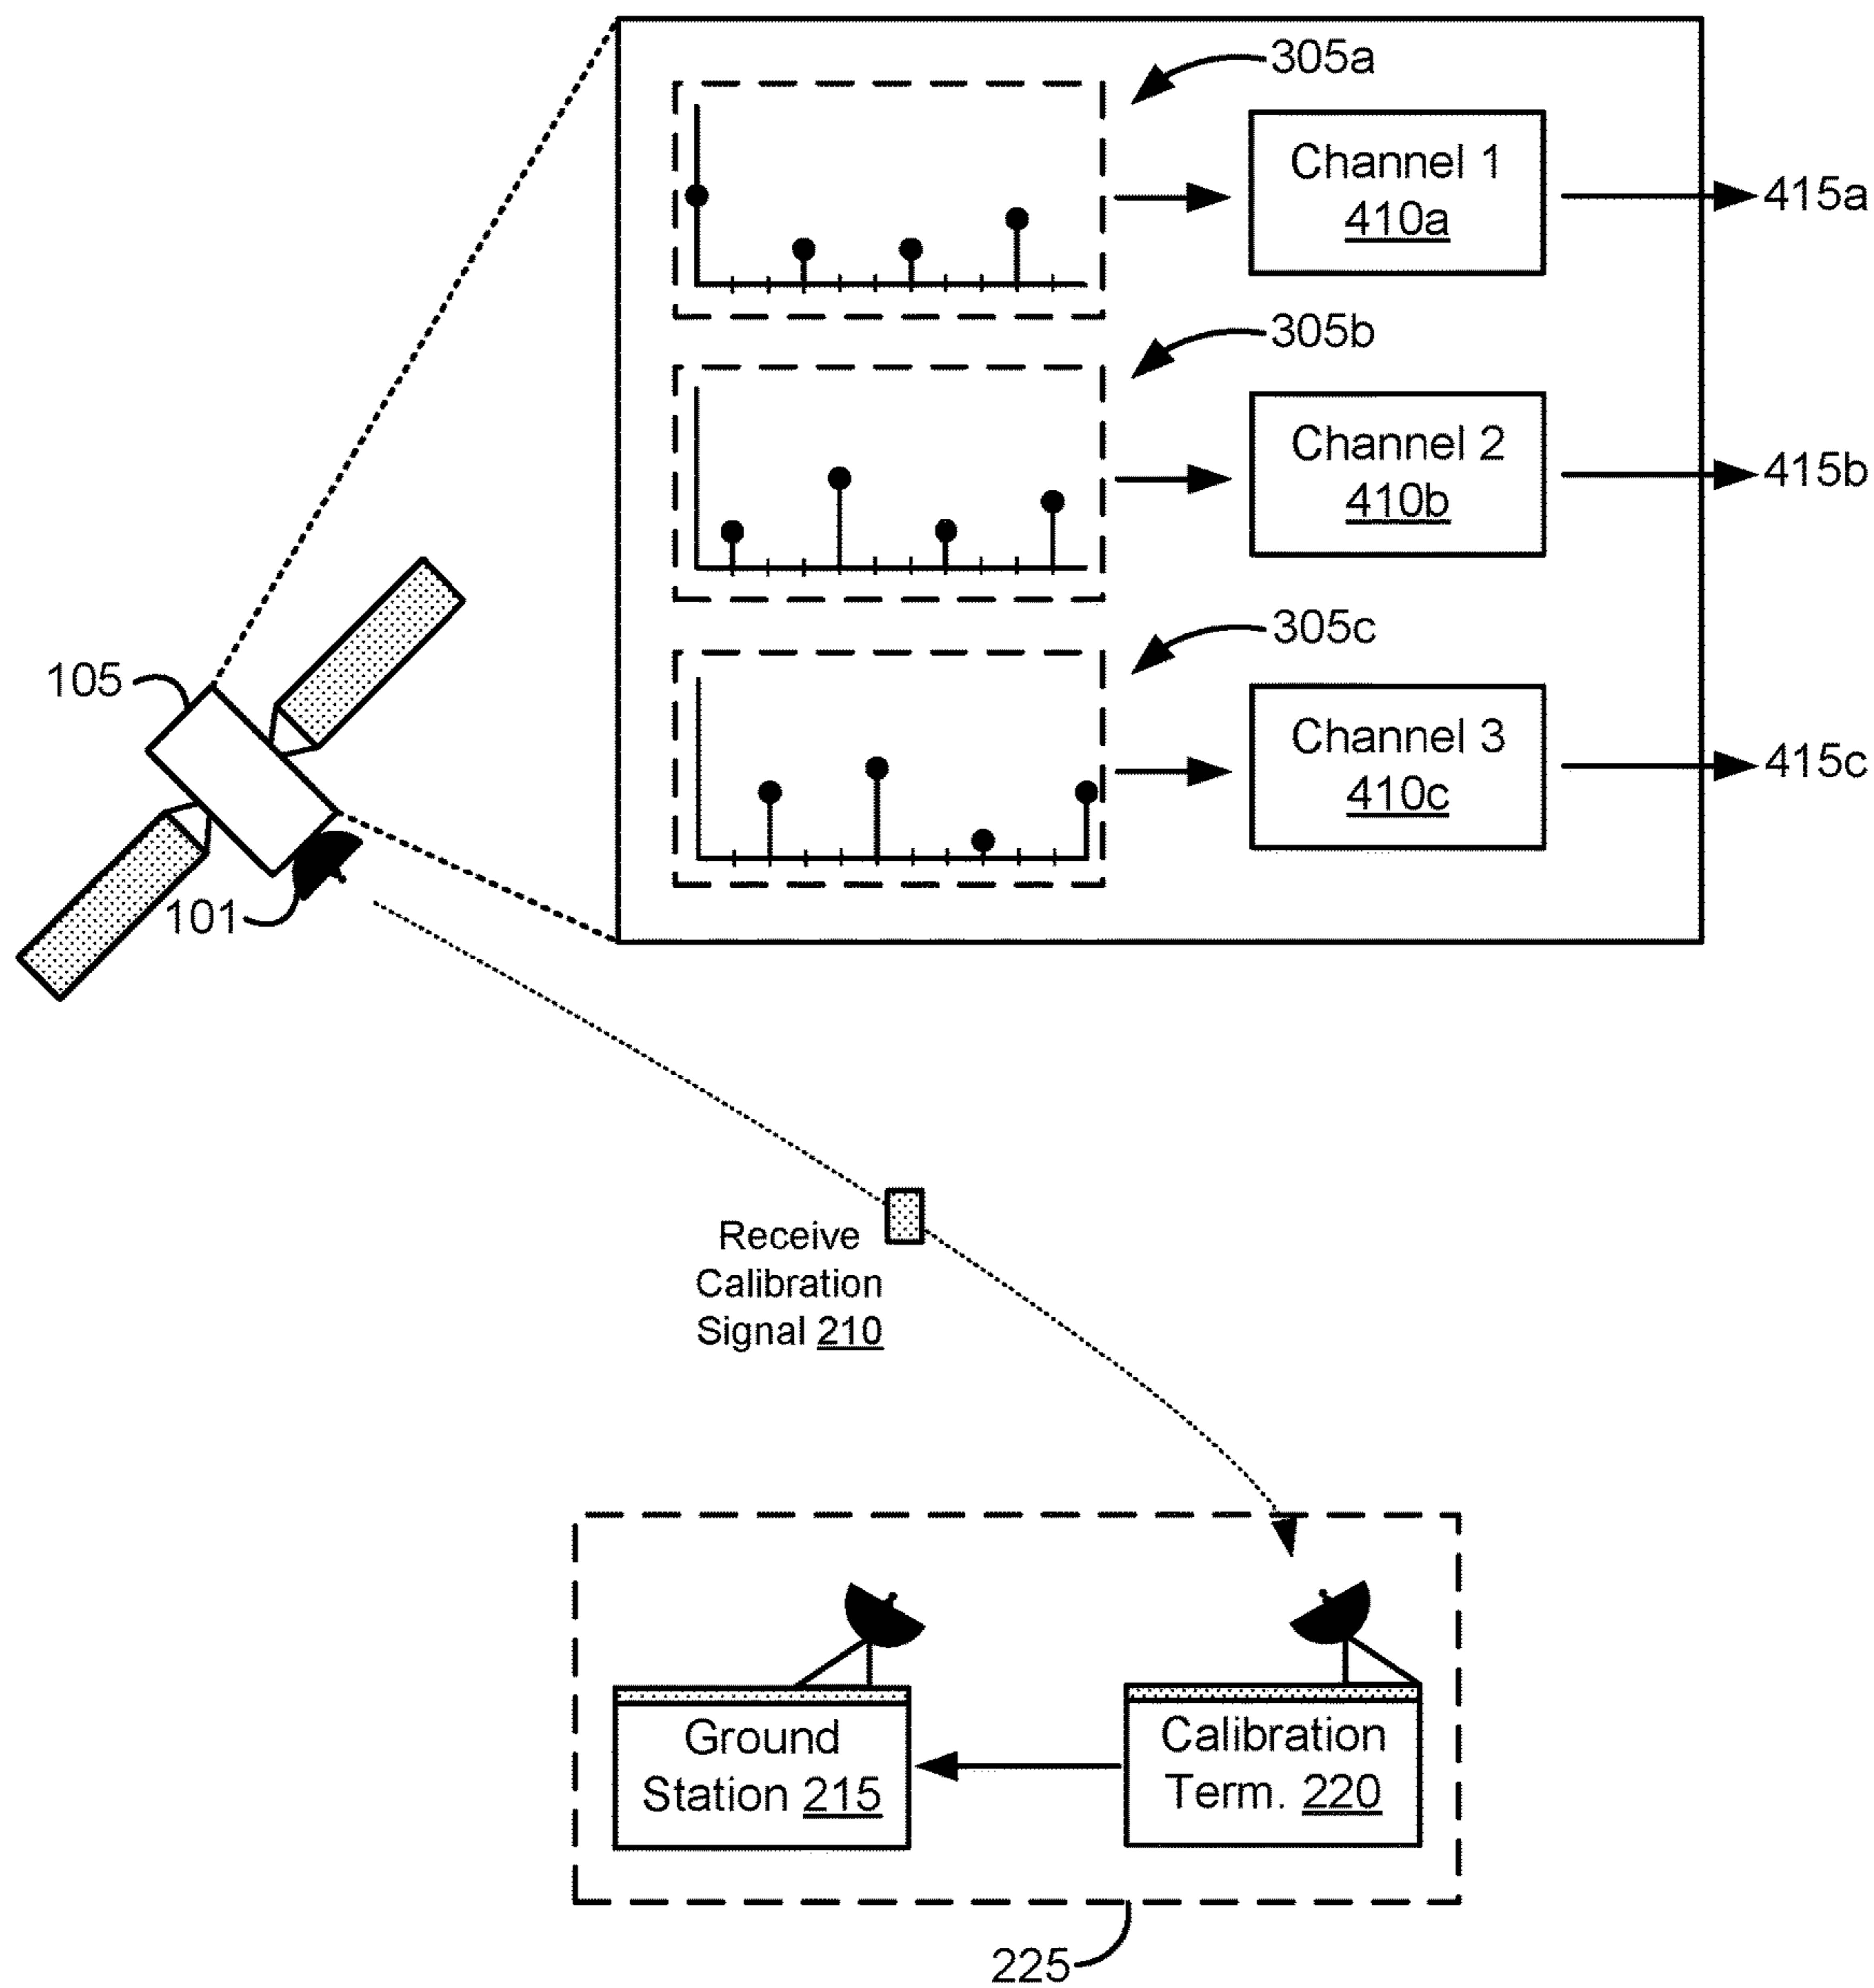 305a
Channel 1
410a
415a
305b
Channel 2
410b
415b
305c
Channel 3
410c
415c
105
101
Receive
Calibration
Signal 210
Ground
Station 215
Calibration
Term. 220
225